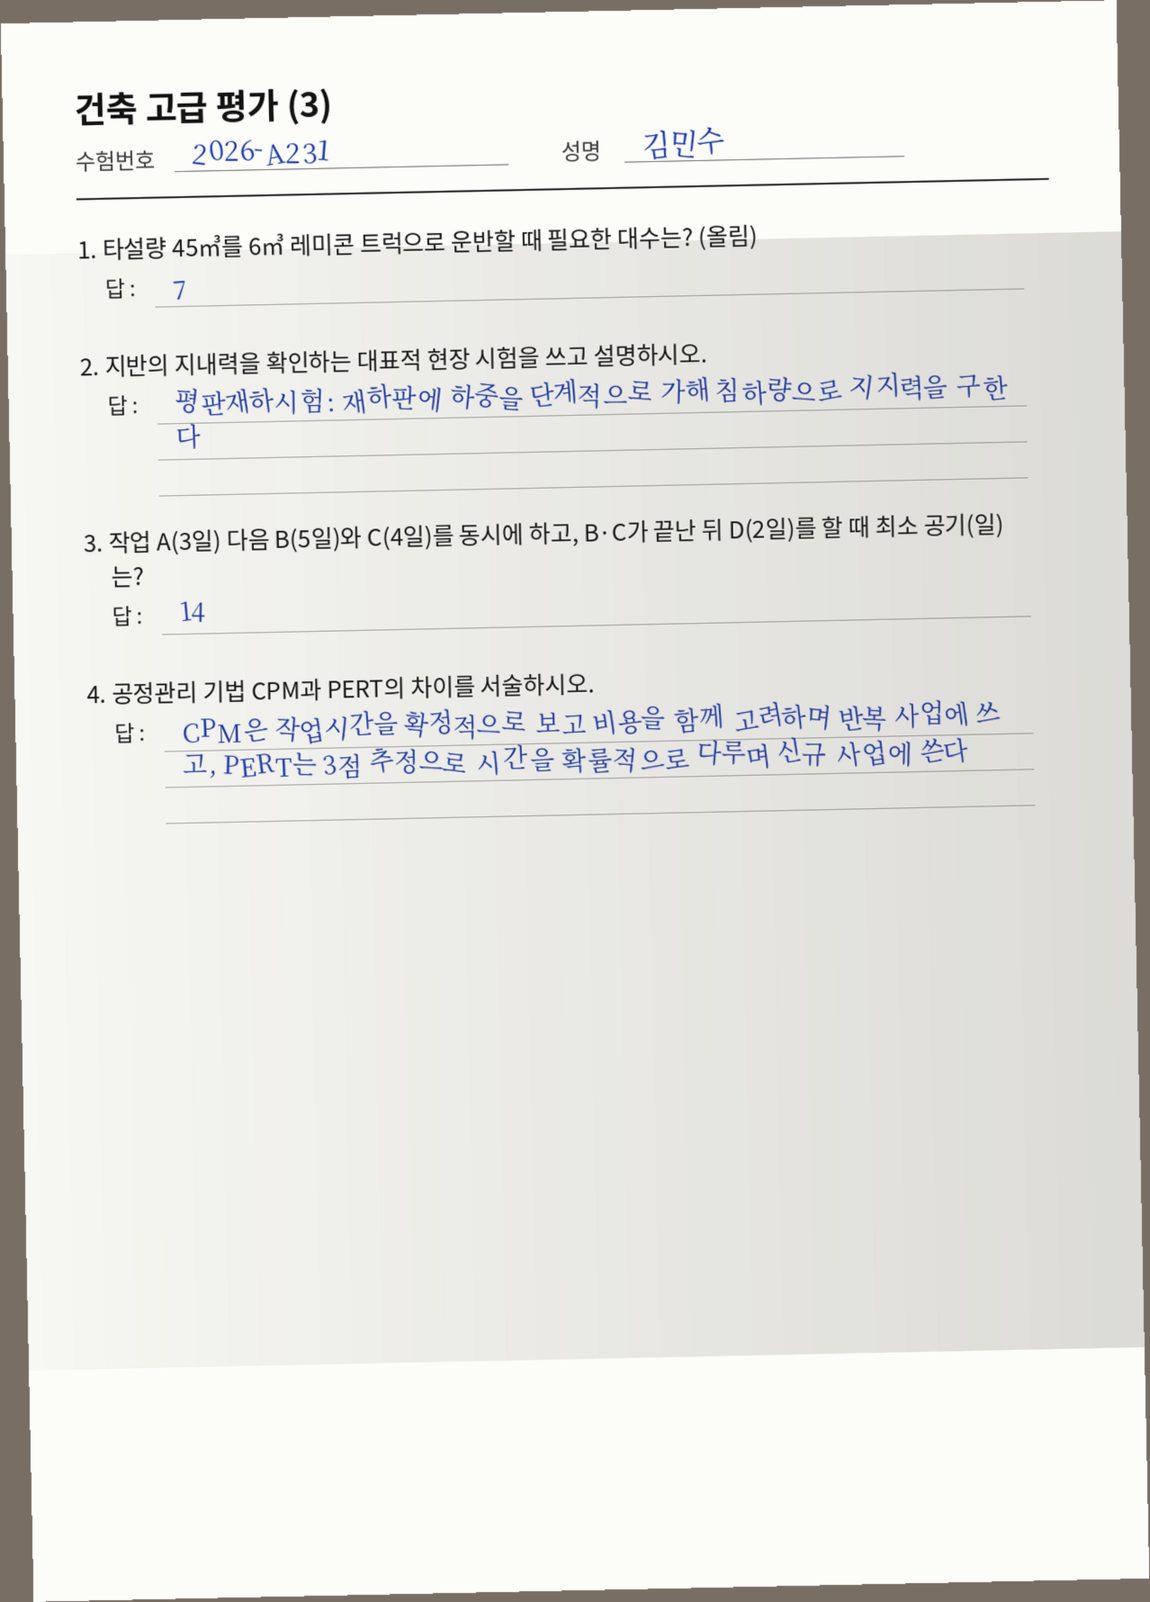 건축 고급 평가 (3)
수험번호 2026-A231 성명 김민수
1. 타설량 45㎥를 6㎥ 레미콘 트럭으로 운반할 때 필요한 대수는? (올림)
답 : 7
2. 지반의 지내력을 확인하는 대표적 현장 시험을 쓰고 설명하시오.
답 : 평판재하시험: 재하판에 하중을 단계적으로 가해 침하량으로 지지력을 구한
다
3. 작업 A(3일) 다음 B(5일)와 C(4일)를 동시에 하고, B·C가 끝난 뒤 D(2일)를 할 때 최소 공기(일)
는?
답 : 14
4. 공정관리 기법 CPM과 PERT의 차이를 서술하시오.
답 : CPM은 작업시간을 확정적으로 보고 비용을 함께 고려하며 반복 사업에 쓰
고, PERT는 3점 추정으로 시간을 확률적으로 다루며 신규 사업에 쓴다